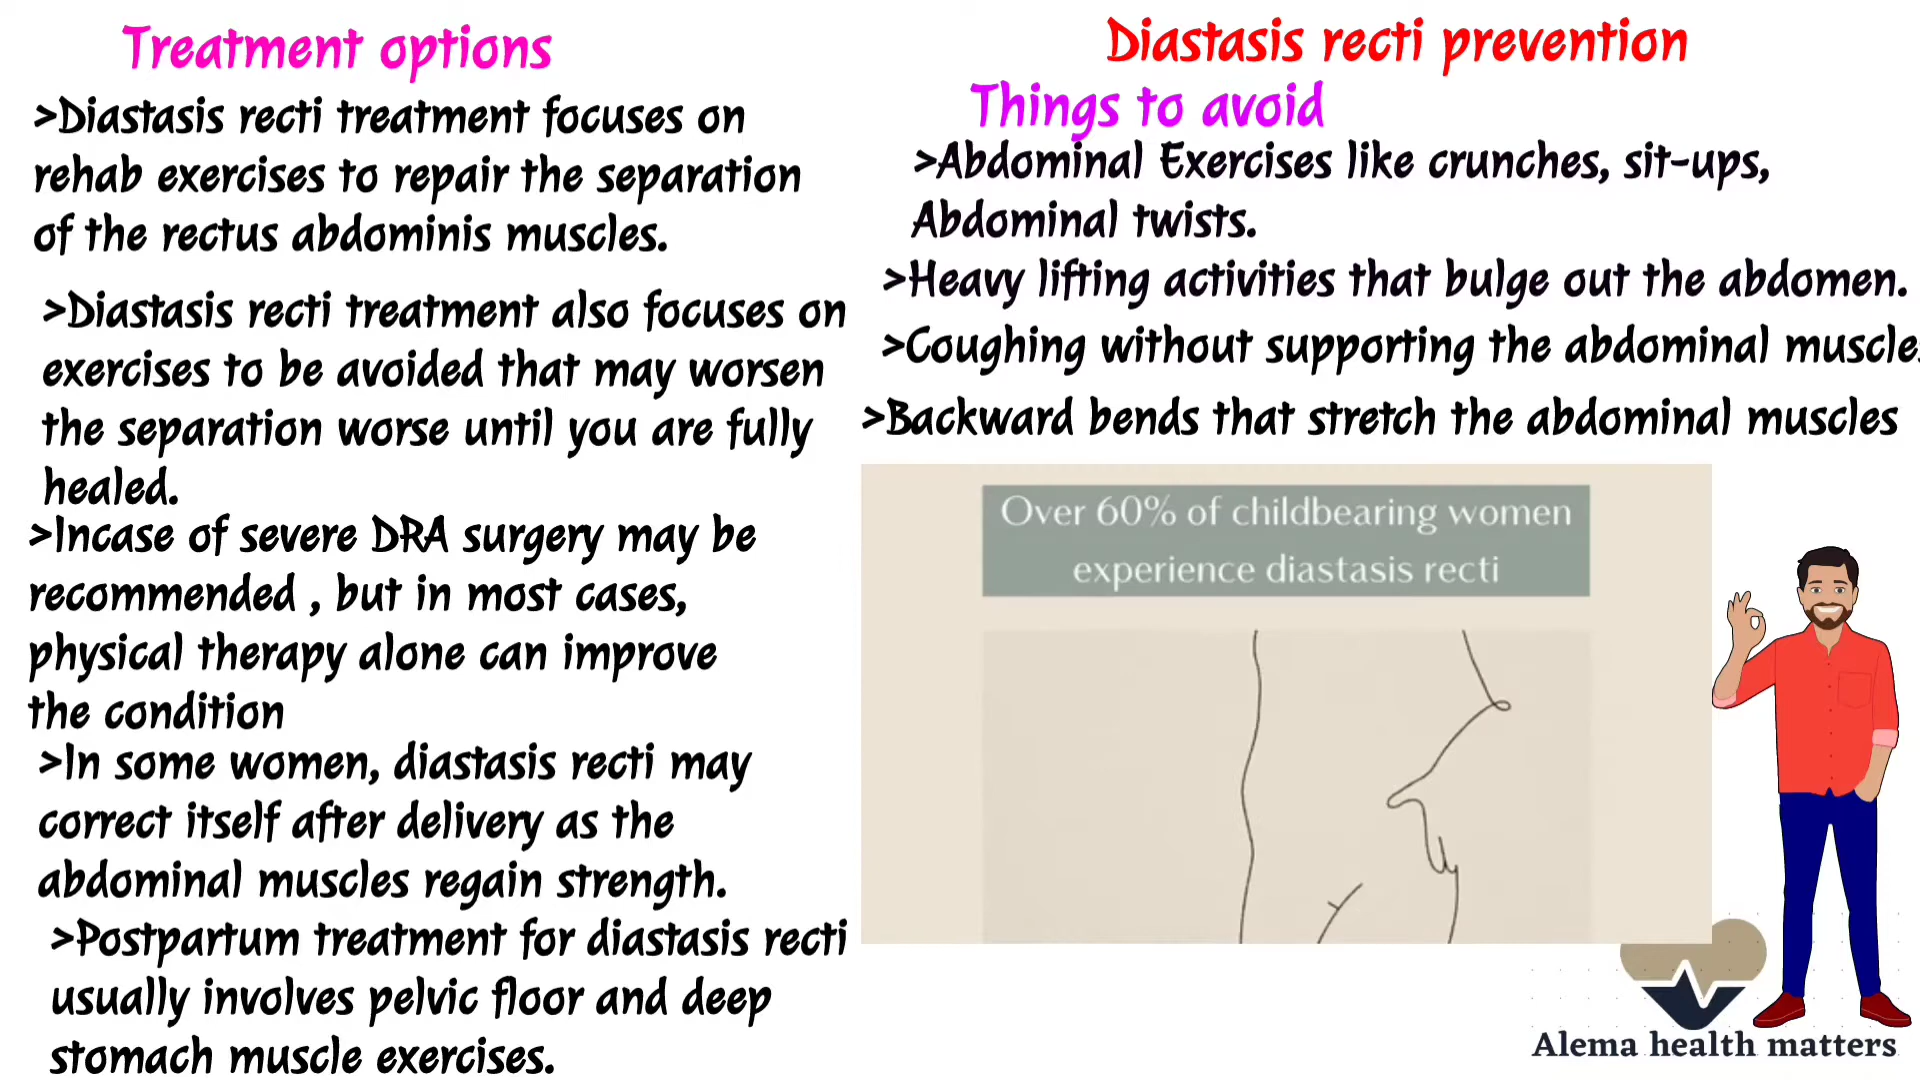 Treatment options
>Diastasis recti treatment focuses on
rehab exercises to repair the separation
of the rectus abdominis muscles.
>Diastasis recti treatment also focuses on
exercises to be avoided that may worsen
the separation worse until you are fully
healed.
>Incase of severe DRA surgery may be
recommended , but in most cases,
physical therapy alone can improve
the condition
>In some women, diastasis recti may
correct itself after delivery as the
abdominal muscles regain strength.
>Postpartum treatment for diastasis recti
usually involves pelvic floor and deep
stomach muscle exercises.
Diastasis recti prevention
Things to avoid
>Abdominal Exercises like crunches, sit-ups,
Abdominal twists.
>Heavy lifting activities that bulge out the abdomen.
>Coughing without supporting the abdominal muscles
>Backward bends that stretch the abdominal muscles
Over 60% of childbearing women
experience diastasis recti
Alema health matters